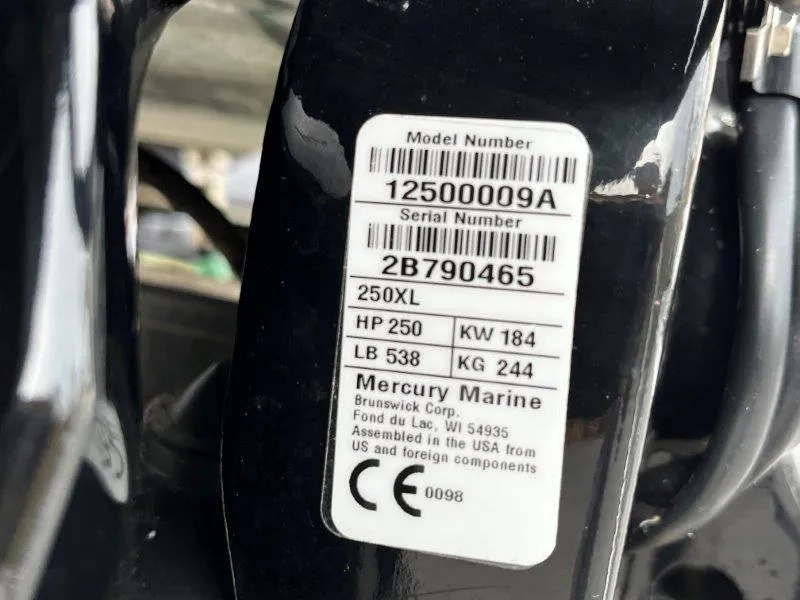 Model Number
12500009A
Serial Number
2B790465
250XL
HP 250 KW 184
LB 538 KG 244
Mercury Marine
Brunswick Corp.
Fond du Lac, WI 54935
Assembled in the USA from
US and foreign components
CE 0098